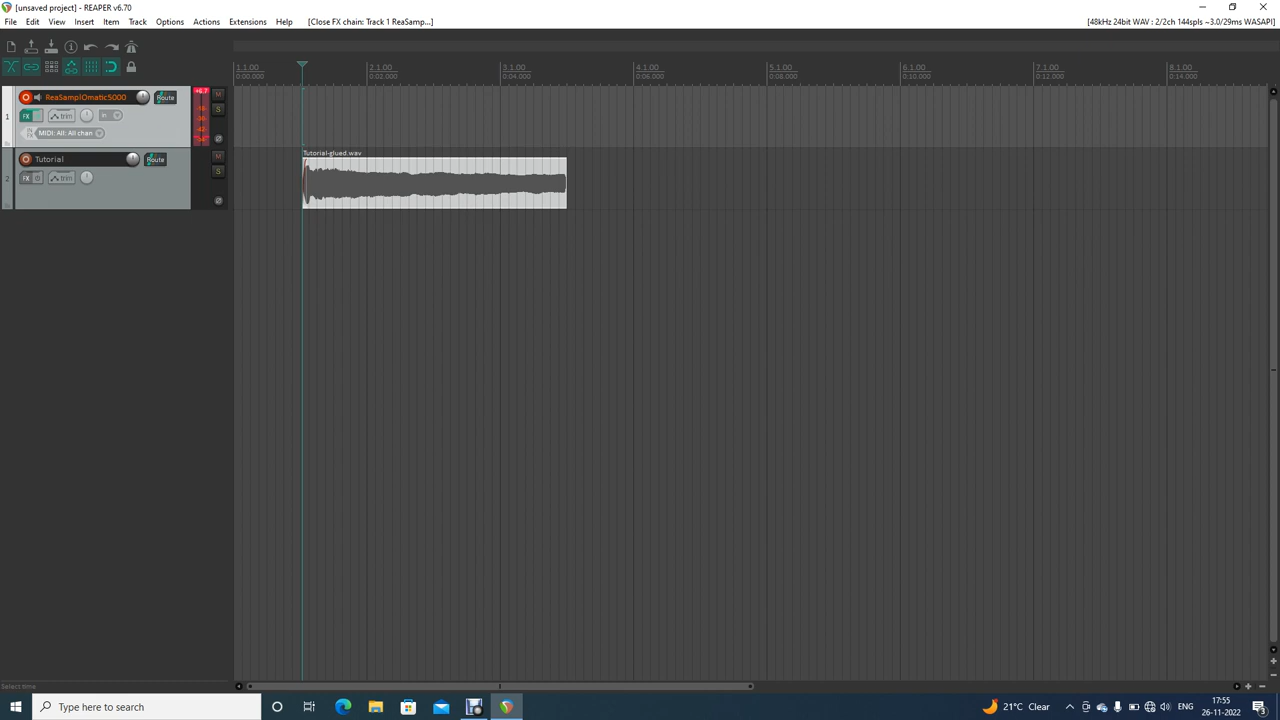 [unsaved project] - REAPER v6.70
File Edit View Insert Item Track Options Actions Extensions Help [Close FX chain: Track 1 ReaSamp...] [48kHz 24bit WAV : 2/2ch 144spls ~3.0/29ms WASAPI]
1.1.00 2.1.00 3.1.00 4.1.00 5.1.00 6.1.00 7.1.00 8.1.00
0:00.000 0:02.000 0:04.000 0:06.000 0:08.000 0:10.000 0:12.000 0:14.000
1 ReaSamplOmatic5000 Route M
FX trim in S
MIDI: All: All chan
2 Tutorial Route M
FX trim S
Tutorial-glued.wav
Select time
Type here to search
21°C Clear ENG 17:55
26-11-2022